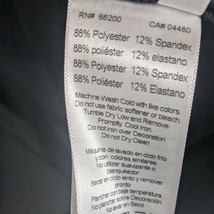 RN# 66200 CA# 04480
88% Polyester 12% Spandex
88% poliéster 12% elastano
88% Polyester 12% Spandex
88% poliéster 12% elastano
Machine Wash Cold with like colors.
Do not use fabric softener or bleach.
Tumble Dry Low and Remove
Promptly. Cool Iron.
Do not Iron over Decoration.
Do not Dry Clean
Máquina de lavado en ciclo frío
y con colores similares
No utilizar suavizante o
blanqueador
Secar en ciclo lento y remover
pronto
Planchar con baja temperatura
No planchar sobre Decoración
No lavar en Seco